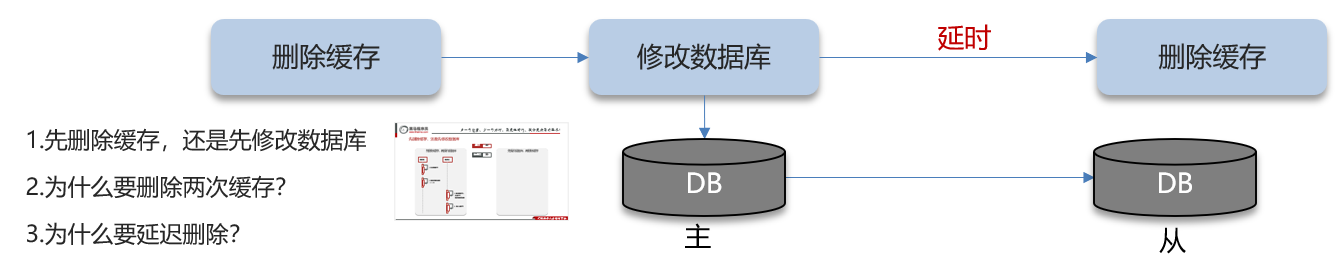 删除缓存
修改数据库
延时
删除缓存
1.先删除缓存，还是先修改数据库
2.为什么要删除两次缓存？
3.为什么要延迟删除？
DB
DB
主
从